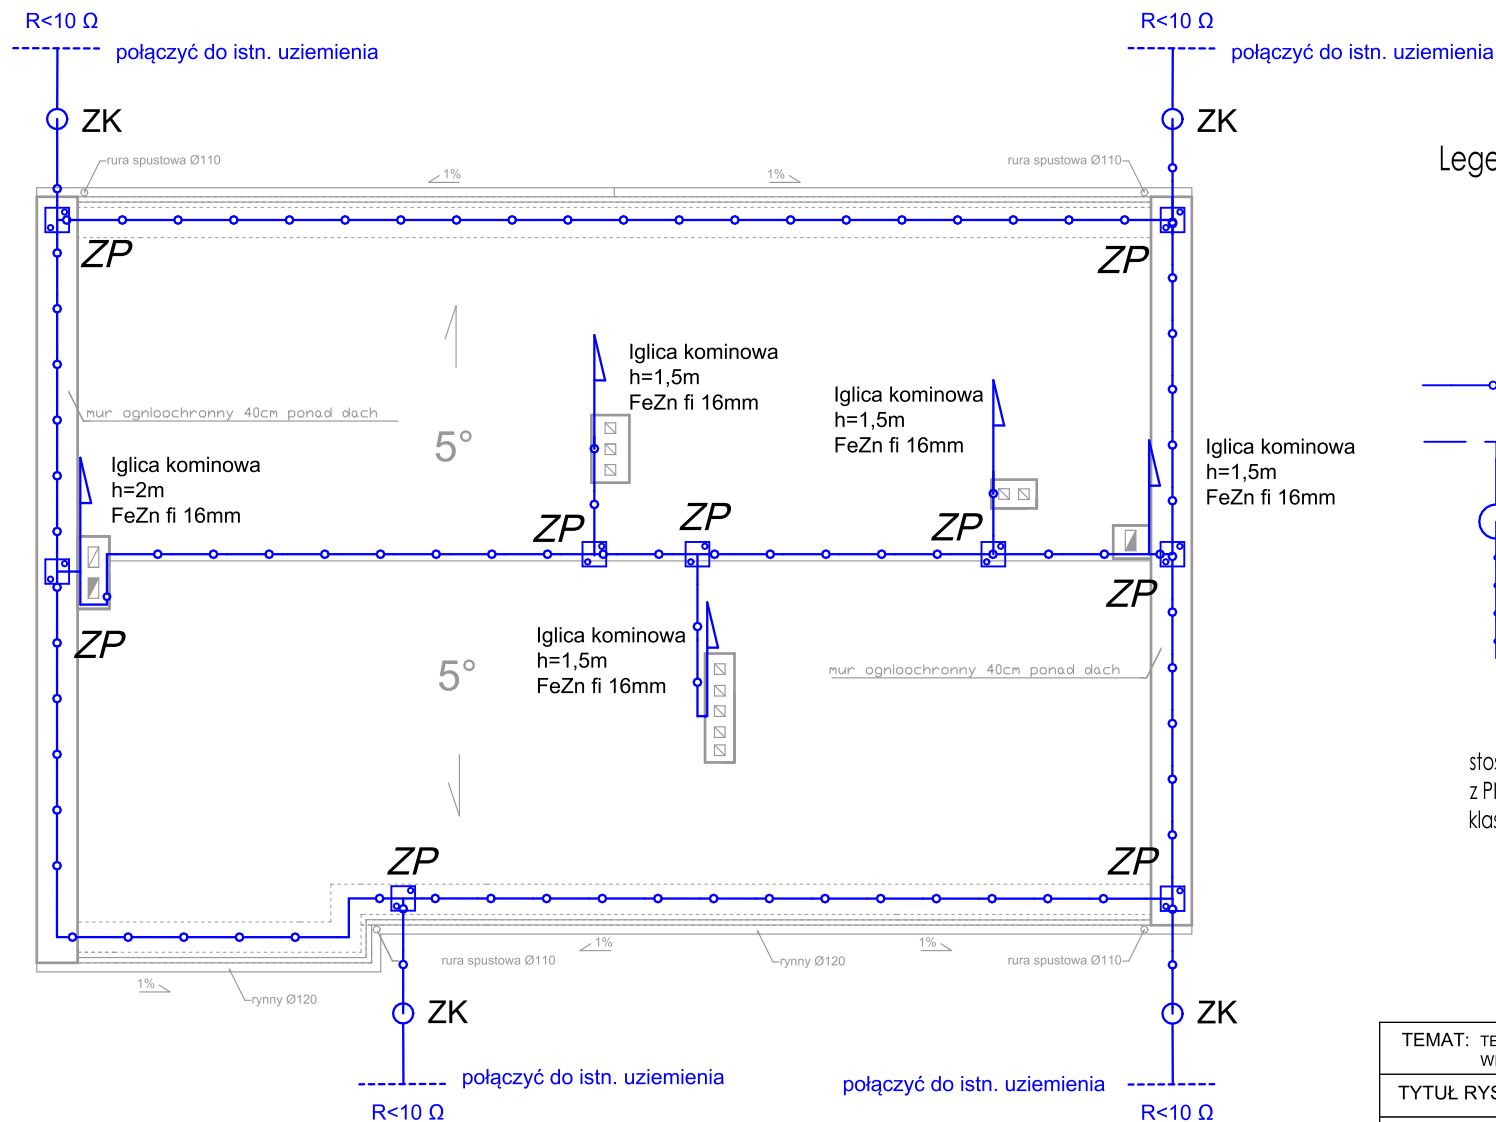 R<10 Ω
połączyć do istn. uziemienia
R<10 Ω
połączyć do istn. uziemienia
ZK
ZK
Lege
rura spustowa Ø110
1%
1%
rura spustowa Ø110
ZP
ZP
Iglica kominowa
h=1,5m
FeZn fi 16mm
Iglica kominowa
h=1,5m
FeZn fi 16mm
mur ognioochronny 40cm ponad dach
5°
Iglica kominowa
h=2m
FeZn fi 16mm
Iglica kominowa
h=1,5m
FeZn fi 16mm
ZP
ZP
ZP
ZP
ZP
Iglica kominowa
h=1,5m
FeZn fi 16mm
5°
mur ognioochronny 40cm ponad dach
stos
z P
klas
ZP
ZP
1%
1%
rura spustowa Ø110
rynny Ø120
rura spustowa Ø110
1%
rynny Ø120
ZK
ZK
połączyć do istn. uziemienia
połączyć do istn. uziemienia
R<10 Ω
R<10 Ω
TEMAT: TE
W
TYTUŁ RYS